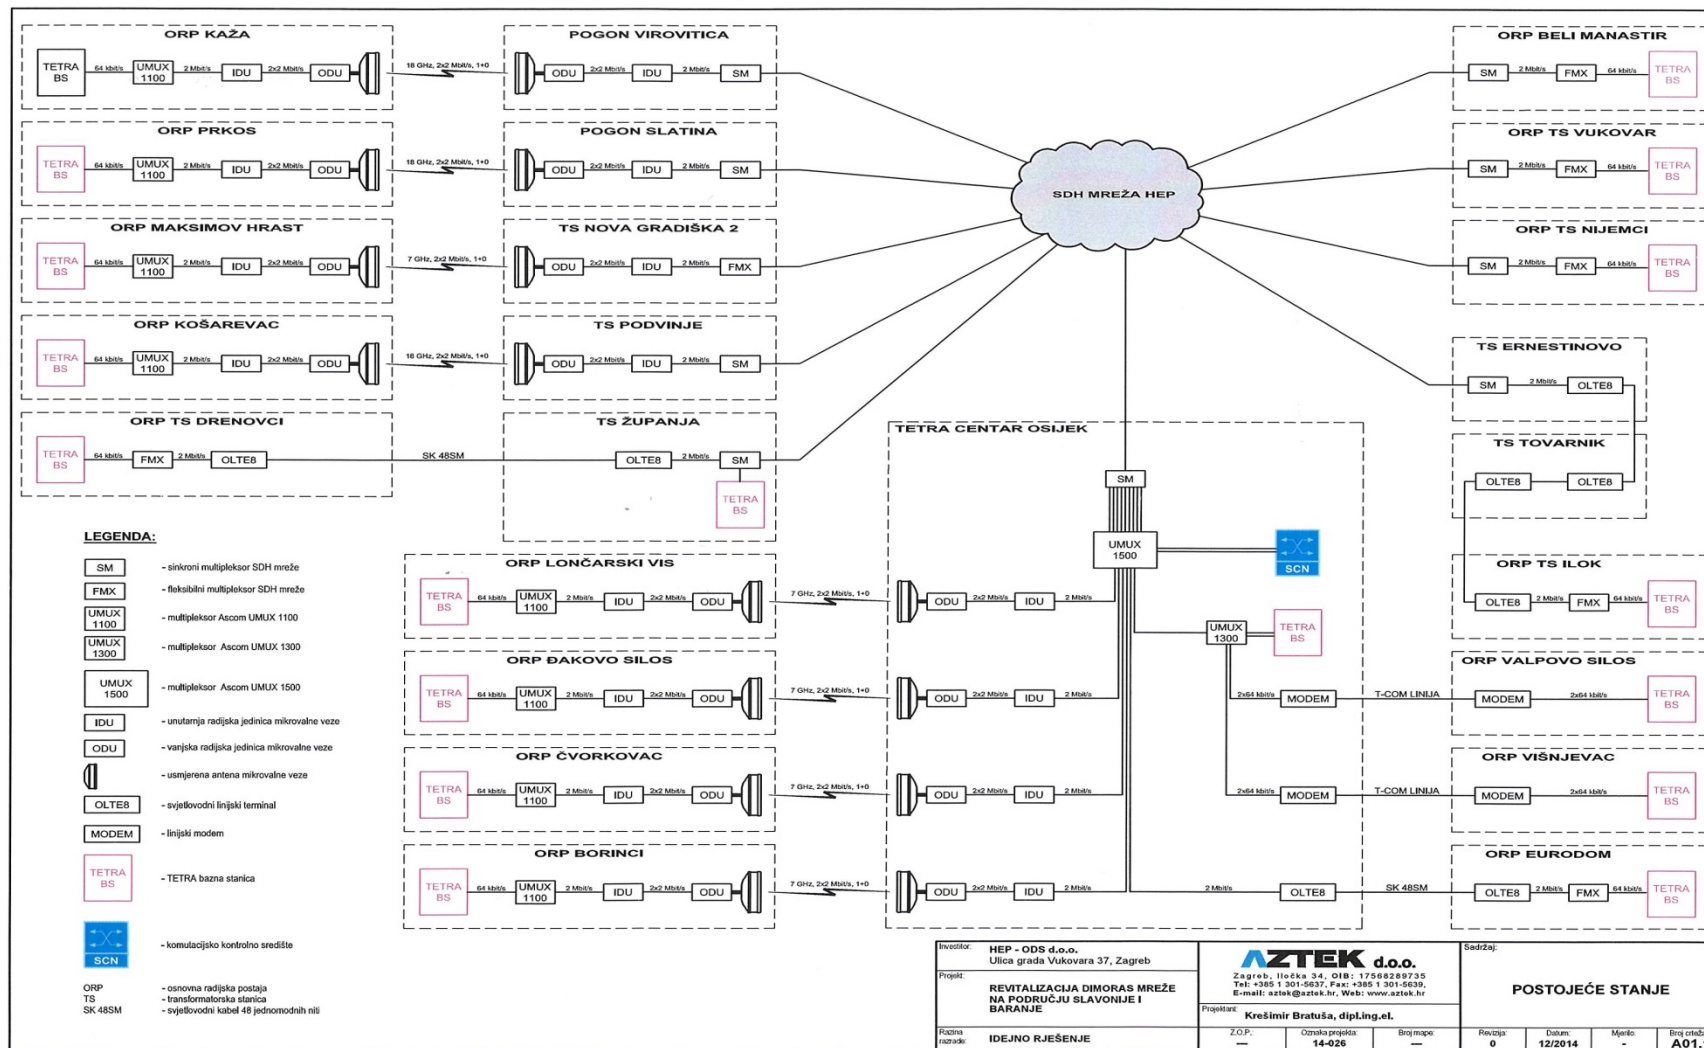 ORP KAŽA
TETRA BS 64 kbit/s UMUX 1100 2 Mbit/s IDU 2x2 Mbit/s ODU
18 GHz, 2x2 Mbit/s, 1+0
POGON VIROVITICA
ODU 2x2 Mbit/s IDU 2 Mbit/s SM
ORP PRKOS
TETRA BS 64 kbit/s UMUX 1100 2 Mbit/s IDU 2x2 Mbit/s ODU
18 GHz, 2x2 Mbit/s, 1+0
POGON SLATINA
ODU 2x2 Mbit/s IDU 2 Mbit/s SM
ORP MAKSIMOV HRAST
TETRA BS 64 kbit/s UMUX 1100 2 Mbit/s IDU 2x2 Mbit/s ODU
7 GHz, 2x2 Mbit/s, 1+0
TS NOVA GRADIŠKA 2
ODU 2x2 Mbit/s IDU 2 Mbit/s FMX
ORP KOŠAREVAC
TETRA BS 64 kbit/s UMUX 1100 2 Mbit/s IDU 2x2 Mbit/s ODU
18 GHz, 2x2 Mbit/s, 1+0
TS PODVINJE
ODU 2x2 Mbit/s IDU 2 Mbit/s SM
ORP TS DRENOVCI
TETRA BS 64 kbit/s FMX 2 Mbit/s OLTE8
SK 48SM
TS ŽUPANJA
OLTE8 2 Mbit/s SM
TETRA BS
SDH MREŽA HEP
ORP BELI MANASTIR
SM 2 Mbit/s FMX 64 kbit/s TETRA BS
ORP TS VUKOVAR
SM 2 Mbit/s FMX 64 kbit/s TETRA BS
ORP TS NIJEMCI
SM 2 Mbit/s FMX 64 kbit/s TETRA BS
TS ERNESTINOVO
SM 2 Mbit/s OLTE8
TS TOVARNIK
OLTE8 OLTE8
ORP TS ILOK
OLTE8 2 Mbit/s FMX 64 kbit/s TETRA BS
TETRA CENTAR OSIJEK
SM
UMUX 1500
SCN
UMUX 1300
TETRA BS
ORP LONČARSKI VIS
TETRA BS 64 kbit/s UMUX 1100 2 Mbit/s IDU 2x2 Mbit/s ODU
7 GHz, 2x2 Mbit/s, 1+0
ODU 2x2 Mbit/s IDU 2 Mbit/s
ORP ĐAKOVO SILOS
TETRA BS 64 kbit/s UMUX 1100 2 Mbit/s IDU 2x2 Mbit/s ODU
7 GHz, 2x2 Mbit/s, 1+0
ODU 2x2 Mbit/s IDU 2 Mbit/s
2x64 kbit/s MODEM
T-COM LINIJA
ORP VALPOVO SILOS
MODEM 2x64 kbit/s TETRA BS
ORP ČVORKOVAC
TETRA BS 64 kbit/s UMUX 1100 2 Mbit/s IDU 2x2 Mbit/s ODU
7 GHz, 2x2 Mbit/s, 1+0
ODU 2x2 Mbit/s IDU 2 Mbit/s
2x64 kbit/s MODEM
T-COM LINIJA
ORP VIŠNJEVAC
MODEM 2x64 kbit/s TETRA BS
ORP BORINCI
TETRA BS 64 kbit/s UMUX 1100 2 Mbit/s IDU 2x2 Mbit/s ODU
7 GHz, 2x2 Mbit/s, 1+0
ODU 2x2 Mbit/s IDU 2 Mbit/s
2 Mbit/s OLTE8
SK 48SM
ORP EURODOM
OLTE8 2 Mbit/s FMX 64 kbit/s TETRA BS
LEGENDA:
SM - sinkroni multipleksor SDH mreže
FMX - fleksibilni multipleksor SDH mreže
UMUX 1100 - multipleksor Ascom UMUX 1100
UMUX 1300 - multipleksor Ascom UMUX 1300
UMUX 1500 - multipleksor Ascom UMUX 1500
IDU - unutarnja radijska jedinica mikrovalne veze
ODU - vanjska radijska jedinica mikrovalne veze
- usmjerena antena mikrovalne veze
OLTE8 - svjetlovodni linijski terminal
MODEM - linijski modem
TETRA BS - TETRA bazna stanica
SCN - komutacijsko kontrolno središte
ORP - osnovna radijska postaja
TS - transformatorska stanica
SK 48SM - svjetlovodni kabel 48 jednomodnih niti
Investitor: HEP - ODS d.o.o.
Ulica grada Vukovara 37, Zagreb
Projekt:
REVITALIZACIJA DIMORAS MREŽE
NA PODRUČJU SLAVONIJE I
BARANJE
Razina razrade: IDEJNO RJEŠENJE
AZTEK d.o.o.
Zagreb, Iločka 34, OIB: 17568289735
Tel: +385 1 301-5637, Fax: +385 1 301-5639,
E-mail: aztek@aztek.hr, Web: www.aztek.hr
Projektant:
Krešimir Bratuša, dipl.ing.el.
Z.O.P.: — Oznaka projekta: 14-026 Broj mape: —
Sadržaj:
POSTOJEĆE STANJE
Revizija: 0 Datum: 12/2014 Mjerilo: - Broj crteža A01.